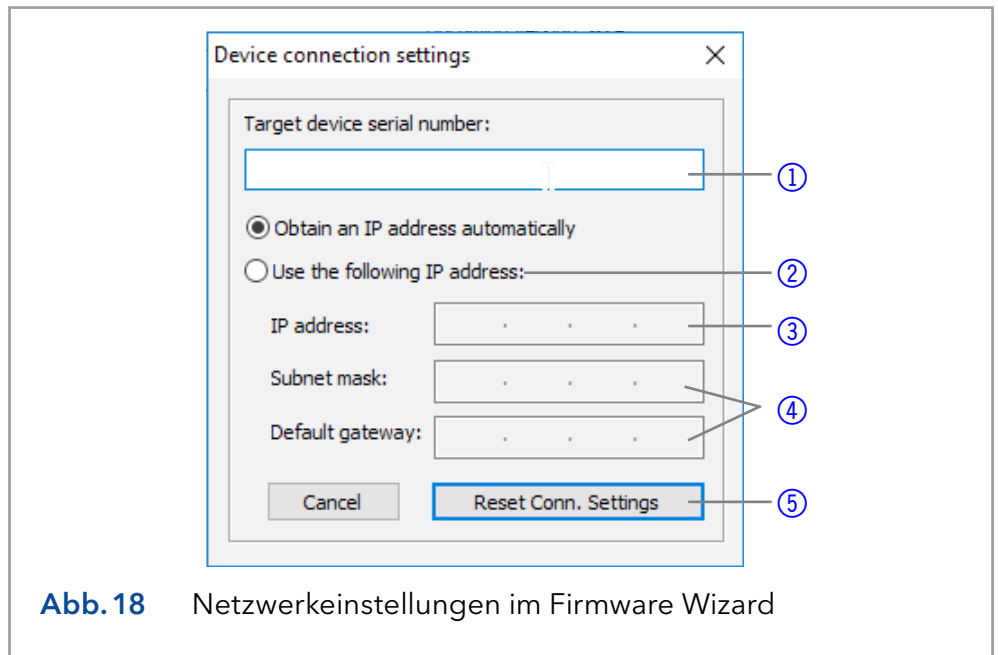 Device connection settings
Target device serial number:
①
Obtain an IP address automatically
Use the following IP address: ②
IP address: . . . ③
Subnet mask: . . .
④
Default gateway: . . .
Cancel Reset Conn. Settings ⑤
Abb. 18 Netzwerkeinstellungen im Firmware Wizard